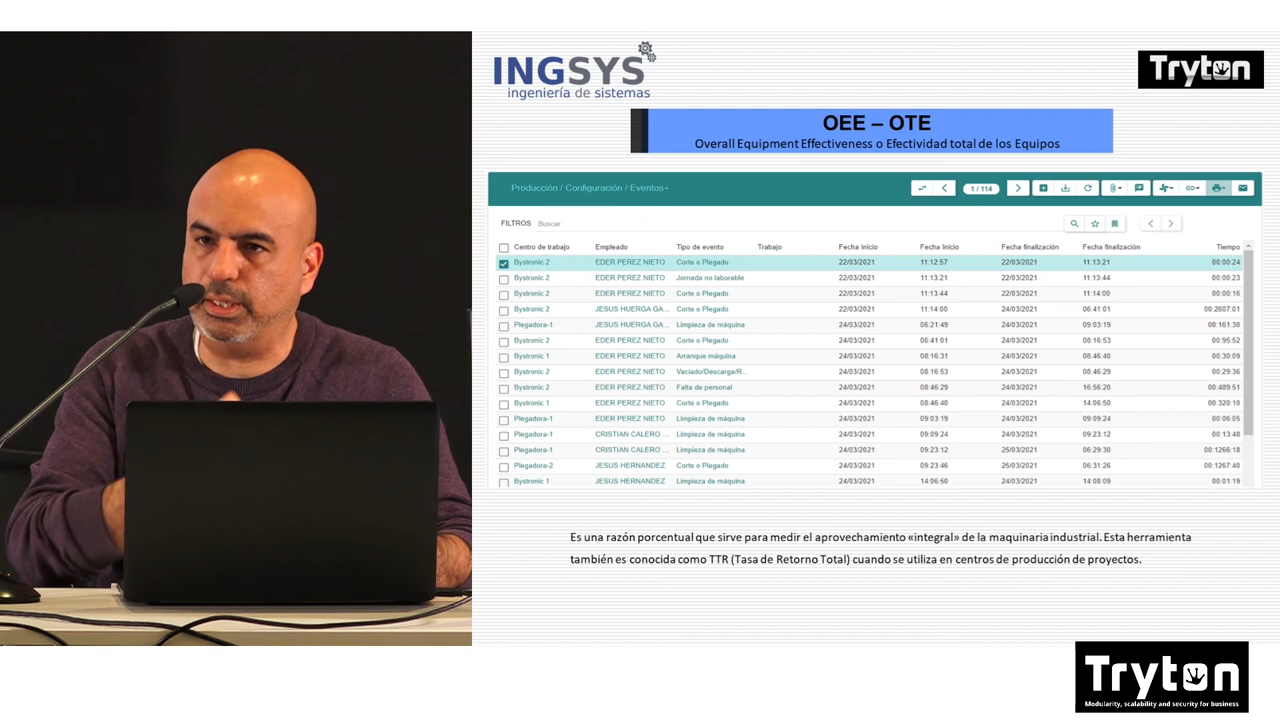 INGSYS
ingeniería de sistemas
Tryton
OEE – OTE
Overall Equipment Effectiveness o Efectividad total de los Equipos
Producción / Configuración / Eventos
1 / 114
FILTROS Buscar
Centro de trabajo Empleado Tipo de evento Trabajo Fecha Inicio Fecha Inicio Fecha finalización Fecha finalización Tiempo
Bystronic 2 EDER PEREZ NIETO Corte o Plegado 22/03/2021 11:12:57 22/03/2021 11:13:21 00:00:24
Bystronic 2 EDER PEREZ NIETO Jornada no laborable 22/03/2021 11:13:21 22/03/2021 11:13:44 00:00:23
Bystronic 2 EDER PEREZ NIETO Corte o Plegado 22/03/2021 11:13:44 22/03/2021 11:14:00 00:00:16
Bystronic 2 JESUS HUERGA GA... Corte o Plegado 22/03/2021 11:14:00 24/03/2021 06:41:01 00:2607:01
Plegadora-1 JESUS HUERGA GA... Limpieza de máquina 24/03/2021 06:21:49 24/03/2021 09:03:19 00:161:30
Bystronic 2 EDER PEREZ NIETO Corte o Plegado 24/03/2021 06:41:01 24/03/2021 08:16:53 00:95:52
Bystronic 1 EDER PEREZ NIETO Arranque máquina 24/03/2021 08:16:31 24/03/2021 08:46:40 00:30:09
Bystronic 2 EDER PEREZ NIETO Vaciado/Descarga/R... 24/03/2021 08:16:53 24/03/2021 08:46:29 00:29:36
Bystronic 2 EDER PEREZ NIETO Falta de personal 24/03/2021 08:46:29 24/03/2021 16:56:20 00:489:51
Bystronic 1 EDER PEREZ NIETO Corte o Plegado 24/03/2021 08:46:40 24/03/2021 14:06:50 00:320:10
Plegadora-1 EDER PEREZ NIETO Limpieza de máquina 24/03/2021 09:03:19 24/03/2021 09:09:24 00:06:05
Plegadora-1 CRISTIAN CALERO ... Limpieza de máquina 24/03/2021 09:09:24 24/03/2021 09:23:12 00:13:48
Plegadora-1 CRISTIAN CALERO ... Limpieza de máquina 24/03/2021 09:23:12 25/03/2021 06:29:30 00:1266:18
Plegadora-2 JESUS HERNANDEZ Corte o Plegado 24/03/2021 09:23:46 25/03/2021 06:31:26 00:1267:40
Bystronic 1 JESUS HERNANDEZ Limpieza de máquina 24/03/2021 14:06:50 24/03/2021 14:08:09 00:01:19
Es una razón porcentual que sirve para medir el aprovechamiento «integral» de la maquinaria industrial. Esta herramienta
también es conocida como TTR (Tasa de Retorno Total) cuando se utiliza en centros de producción de proyectos.
Tryton
Modularity, scalability and security for business